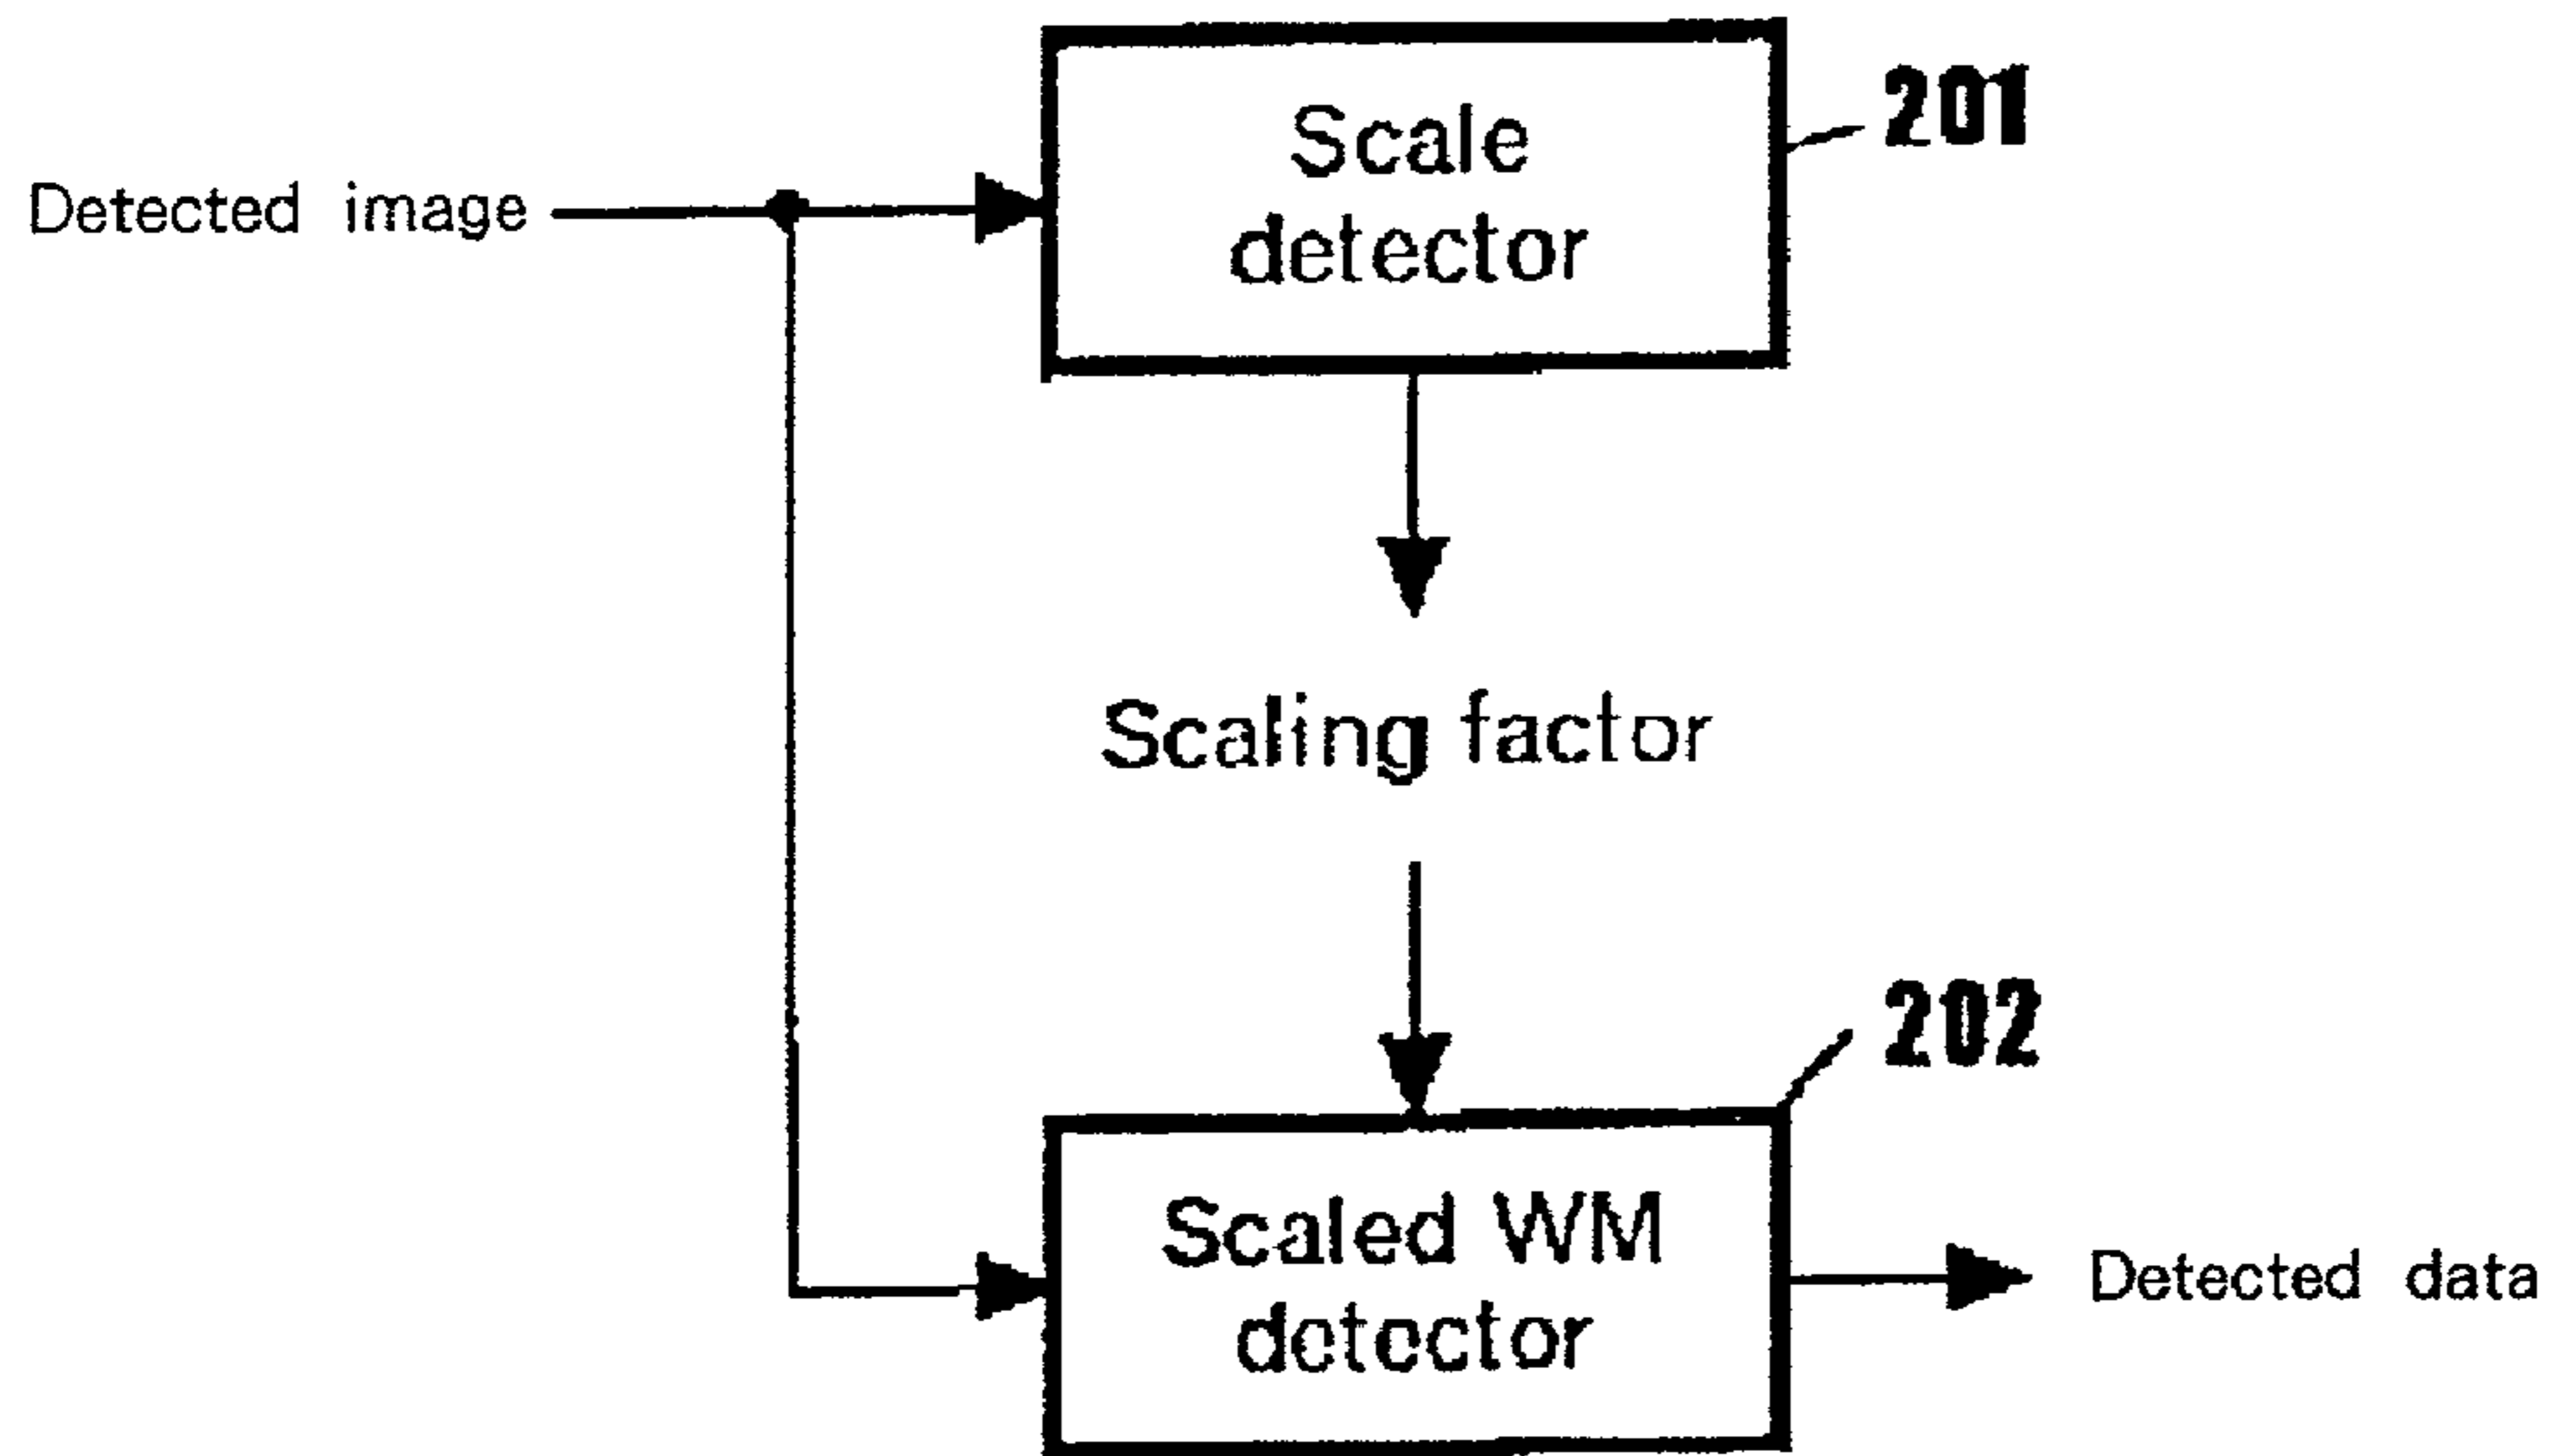 Scale
detector
201
Detected image
Scaling factor
202
Scaled WM
detector
Detected data